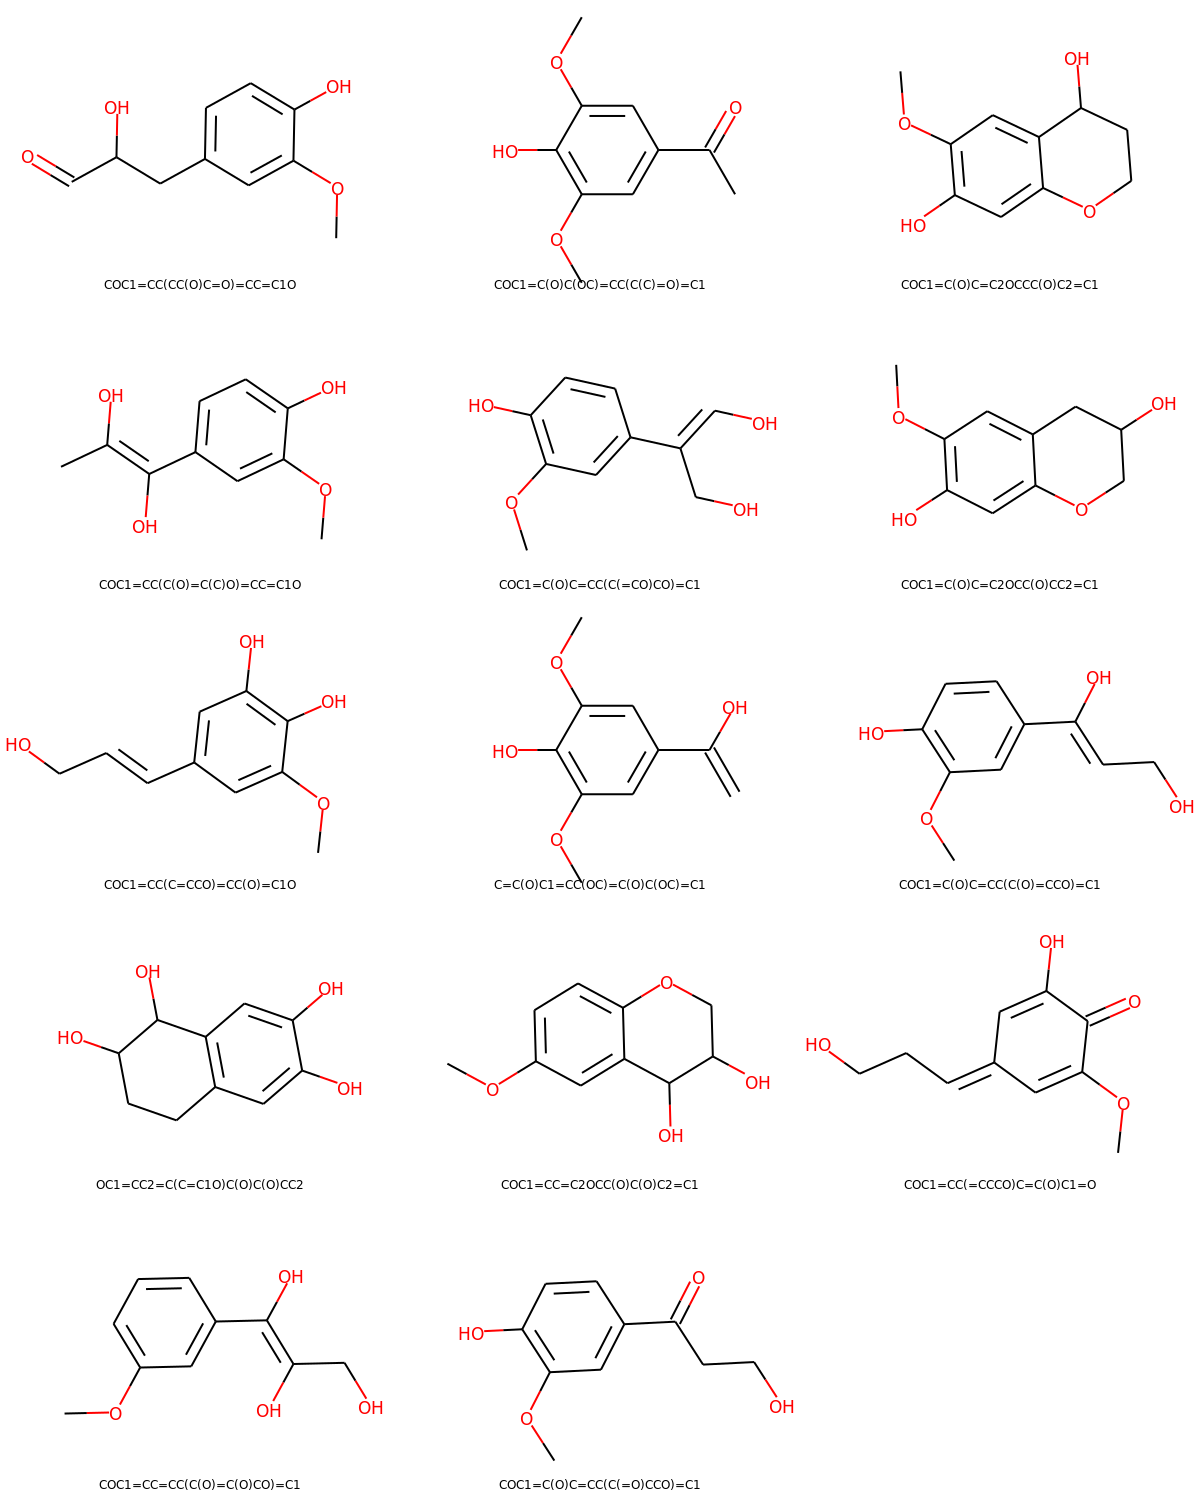 COC1=CC(CC(O)C=O)=CC=C1O
COC1=C(O)C(OC)=CC(C(C)=O)=C1
COC1=C(O)C=C2OCCC(O)C2=C1
COC1=CC(C(O)=C(C)O)=CC=C1O
COC1=C(O)C=CC(C(=CO)CO)=C1
COC1=C(O)C=C2OCC(O)CC2=C1
COC1=CC(C=CCO)=CC(O)=C1O
C=C(O)C1=CC(OC)=C(O)C(OC)=C1
COC1=C(O)C=CC(C(O)=CCO)=C1
OC1=CC2=C(C=C1O)C(O)C(O)CC2
COC1=CC=C2OCC(O)C(O)C2=C1
COC1=CC(=CCCO)C=C(O)C1=O
COC1=CC=CC(C(O)=C(O)CO)=C1
COC1=C(O)C=CC(C(=O)CCO)=C1